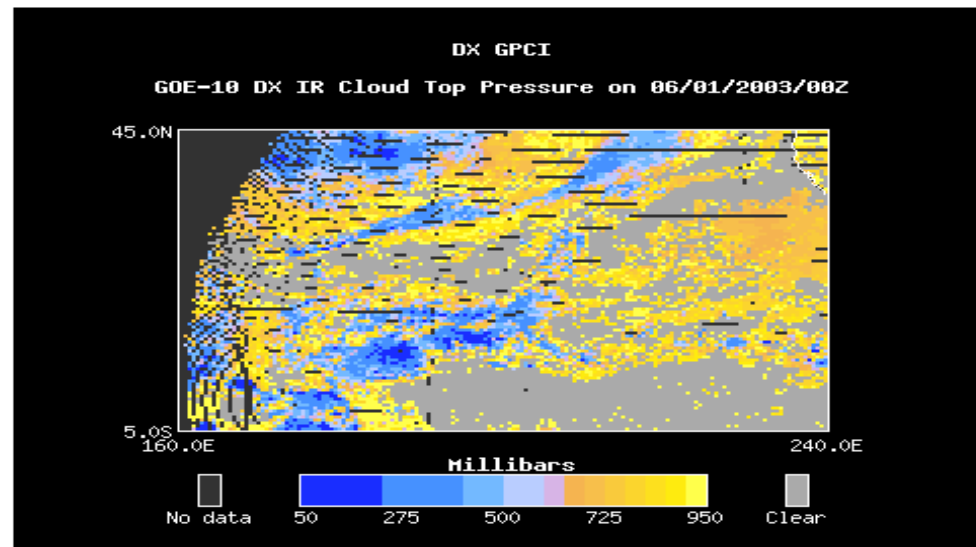 DX GPCI
GOE-10 DX IR Cloud Top Pressure on 06/01/2003/00Z
45.0N
5.0S
160.0E 240.0E
Millibars
No data 50 275 500 725 950 Clear